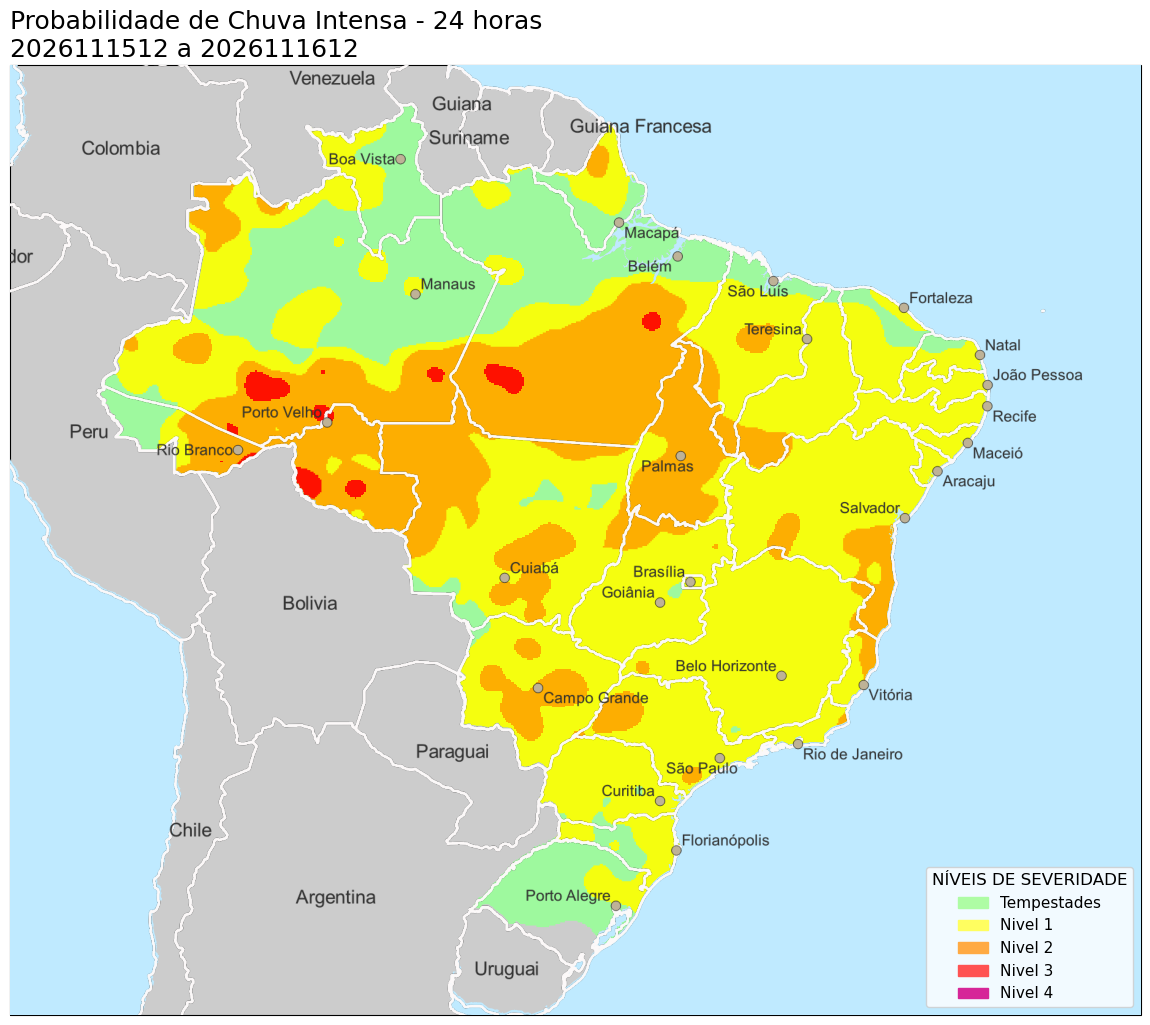 Probabilidade de Chuva Intensa - 24 horas
2026111512 a 2026111612
Venezuela
Guiana
Guiana Francesa
Suriname
Colombia
Boa Vista
Macapá
dor
Belém
Manaus
São Luís
Fortaleza
Teresina
Natal
João Pessoa
Porto Velho
Recife
Peru
Rio Branco
Maceió
Palmas
Aracaju
Salvador
Cuiabá
Brasília
Goiânia
Bolivia
Belo Horizonte
Campo Grande
Vitória
Paraguai
Rio de Janeiro
São Paulo
Curitiba
Chile
Florianópolis
Argentina
Porto Alegre
Uruguai
NÍVEIS DE SEVERIDADE
Tempestades
Nivel 1
Nivel 2
Nivel 3
Nivel 4